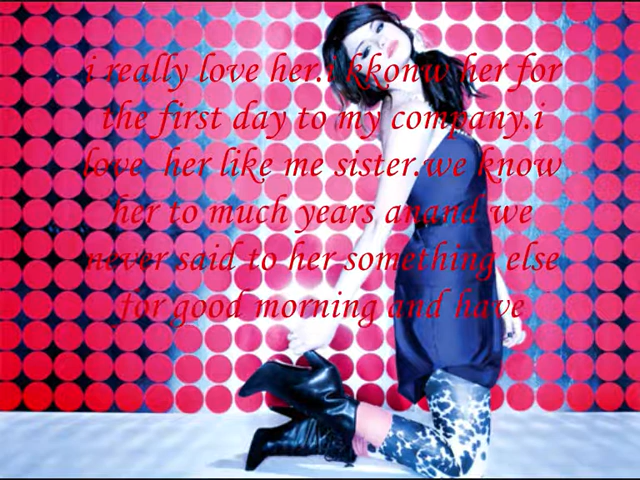 i really love her.i kkonw her for
the first day to my company.i
love  her like me sister.we know
her to much years anand we
never said to her something else
for good morning and have